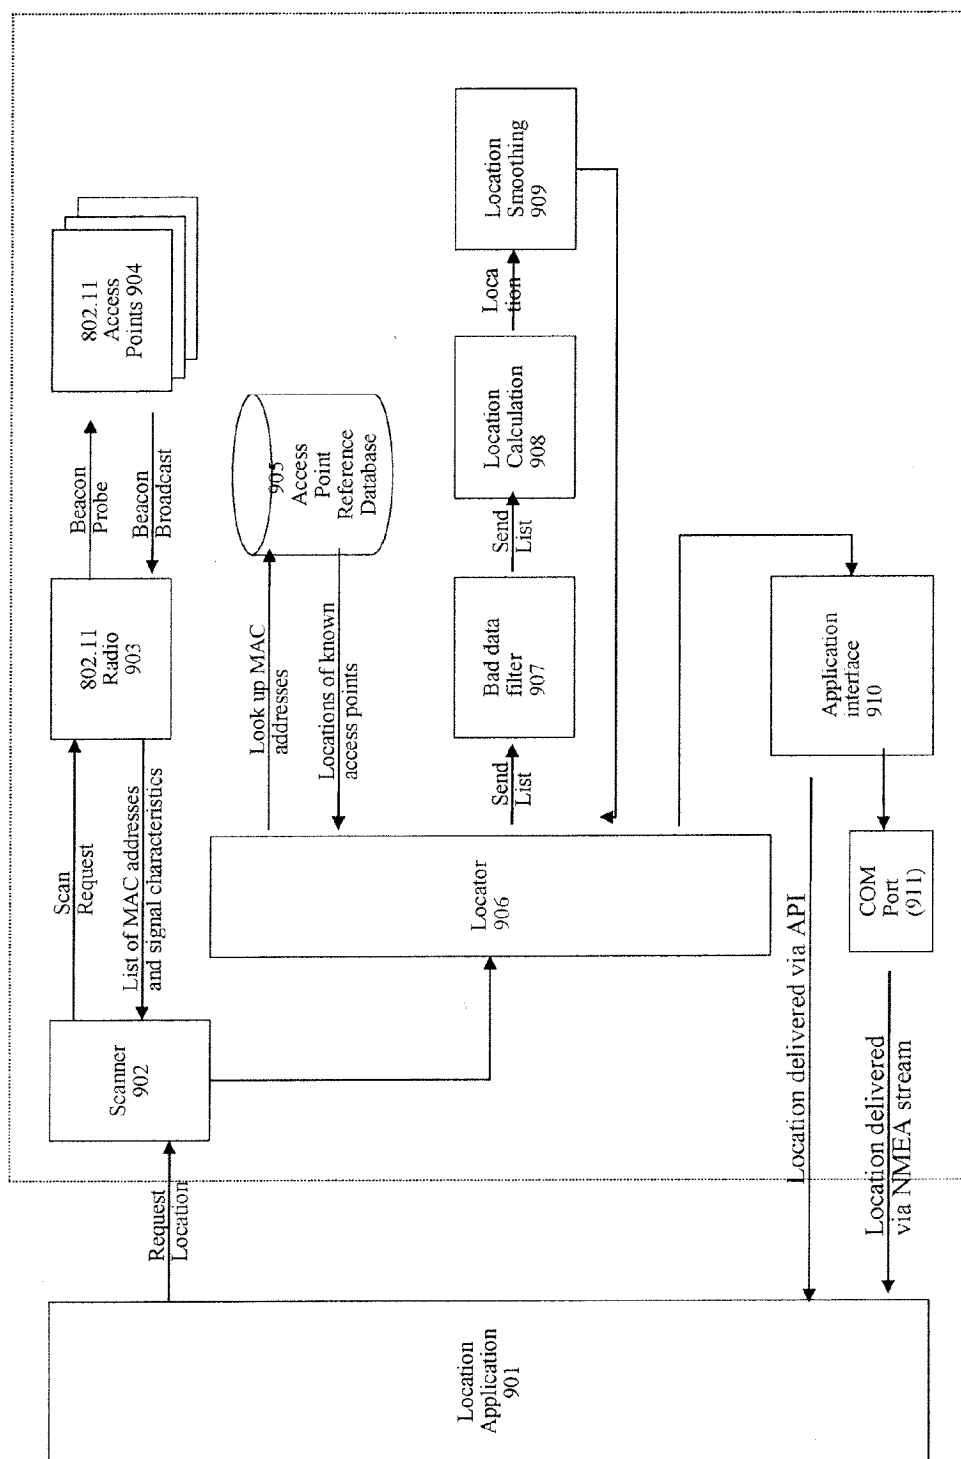 Location
Application
901
Request
Location
Scanner
902
Scan
Request
List of MAC addresses
and signal characteristics
802.11
Radio
903
Beacon
Probe
Beacon
Broadcast
802.11
Access
Points 904
Look up MAC
addresses
Locations of known
access points
905
Access
Point
Reference
Database
Locator
906
Send
List
Bad data
filter
907
Send
List
Location
Calculation
908
Loca
tion
Location
Smoothing
909
Application
interface
910
COM
Port
(911)
Location delivered via API
Location delivered
via NMEA stream